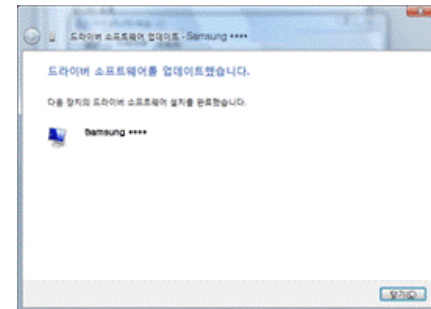 드라이버 소프트웨어 업데이트 - Samsung ****
드라이버 소프트웨어를 업데이트했습니다.
다음 장치의 드라이버 소프트웨어 설치를 완료했습니다.
Samsung ****
닫기(C)